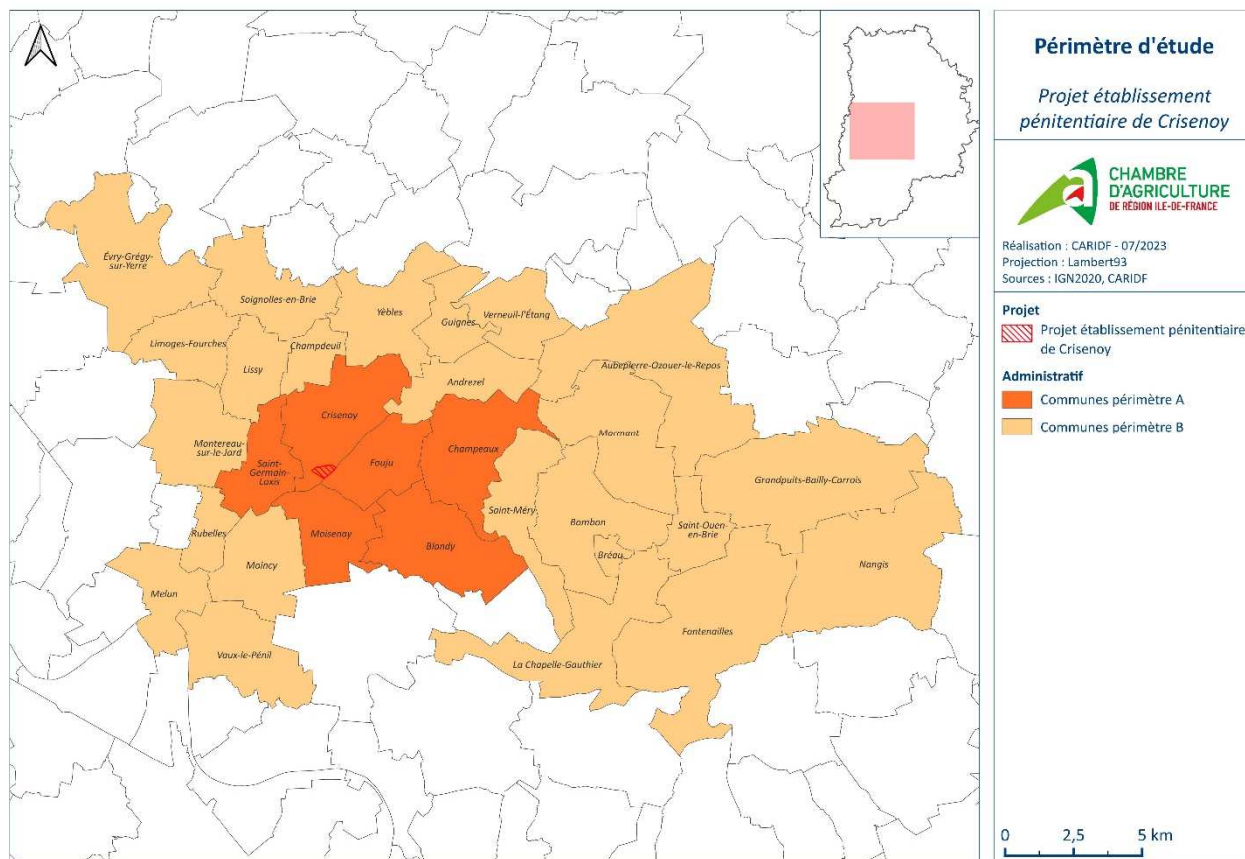 Évry-Grégy-
sur-Yerre
Soignolles-en-Brie
Yèbles
Guignes
Verneuil-l'Étang
Limoges-Fourches
Lissy
Champdeuil
Andrezel
Aubepierre-Ozouer-le-Repos
Crisenoy
Mormant
Montereau-
sur-le-Jard
Saint-
Germain-
Laxis
Fouju
Champeaux
Grandpuits-Bailly-Carrois
Saint-Méry
Bombon
Saint-Ouen-
en-Brie
Rubelles
Moisenay
Blandy
Bréau
Maincy
Nangis
Melun
Fontenailles
Vaux-le-Pénil
La Chapelle-Gauthier
Périmètre d'étude
Projet établissement
pénitentiaire de Crisenoy
a
CHAMBRE
D'AGRICULTURE
DE RÉGION ILE-DE-FRANCE
Réalisation : CARIDF - 07/2023
Projection : Lambert93
Sources : IGN2020, CARIDF
Projet
Projet établissement pénitentiaire
de Crisenoy
Administratif
Communes périmètre A
Communes périmètre B
0 2,5 5 km